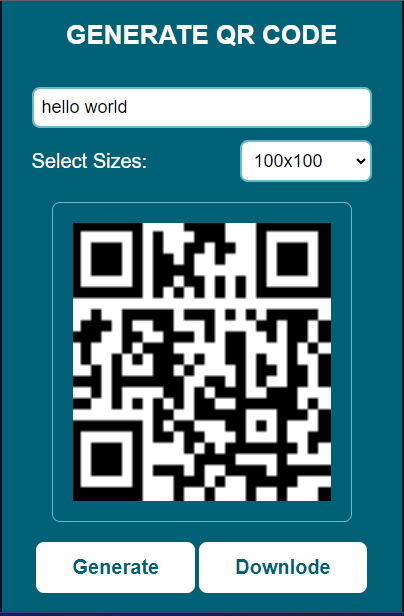 GENERATE QR CODE
hello world
Select Sizes: 100x100
Generate Downlode